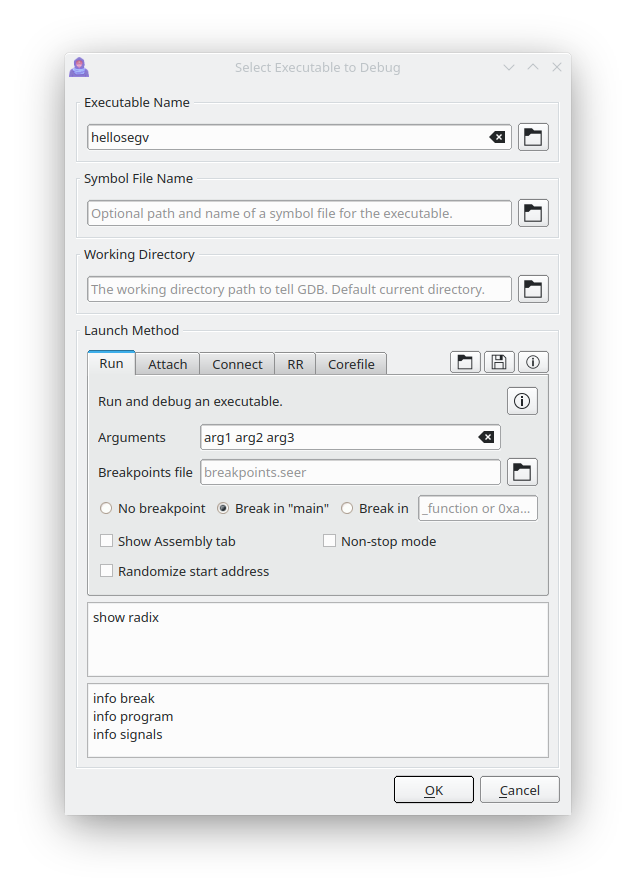 Select Executable to Debug
Executable Name
hellosegv
Symbol File Name
Optional path and name of a symbol file for the executable.
Working Directory
The working directory path to tell GDB. Default current directory.
Launch Method
Run Attach Connect RR Corefile
Run and debug an executable.
Arguments arg1 arg2 arg3
Breakpoints file breakpoints.seer
No breakpoint Break in "main" Break in _function or 0xa...
Show Assembly tab Non-stop mode
Randomize start address
show radix
info break
info program
info signals
OK Cancel